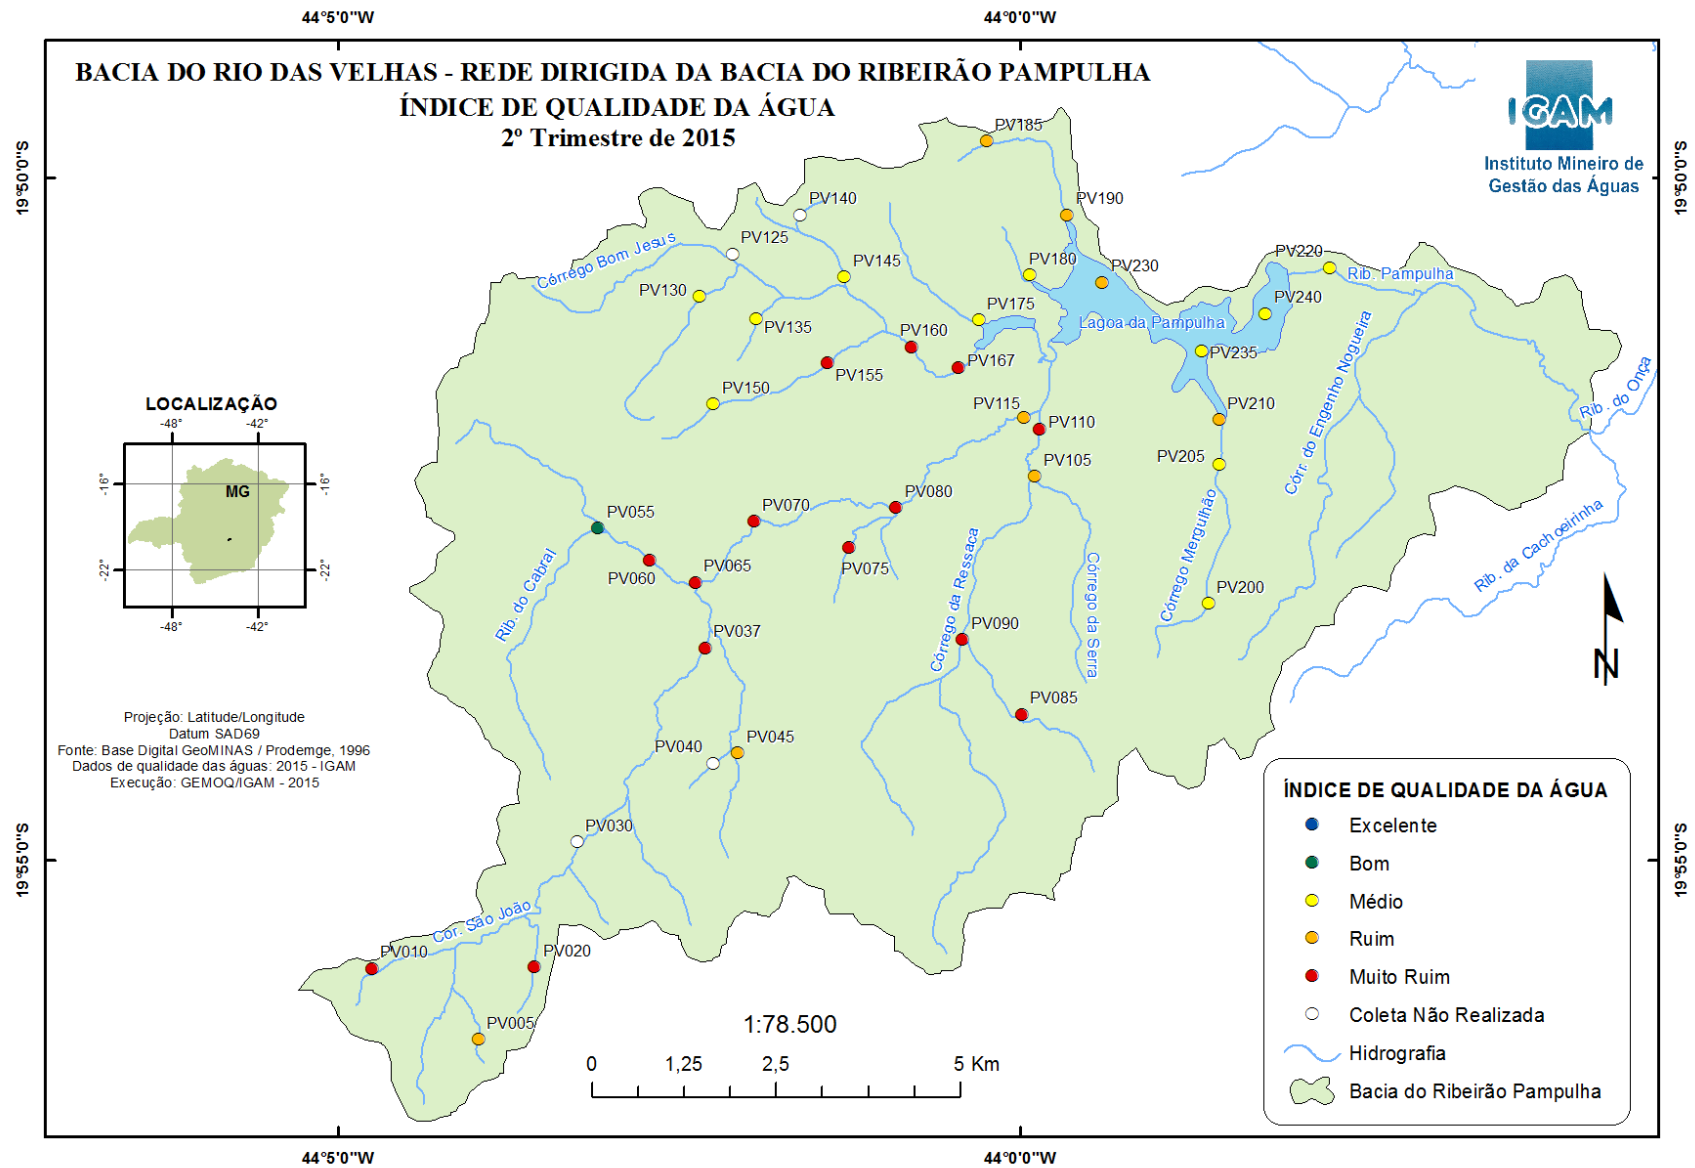 44°5'0"W
44°0'0"W
BACIA DO RIO DAS VELHAS - REDE DIRIGIDA DA BACIA DO RIBEIRÃO PAMPULHA
ÍNDICE DE QUALIDADE DA ÁGUA
2º Trimestre de 2015
IGAM
Instituto Mineiro de
Gestão das Águas
19°50'0"S
19°50'0"S
PV185
PV140
PV190
PV125
Córrego Bom Jesus
PV145
PV180
PV230
PV220
Rib. Pampulha
PV130
PV240
PV175
PV135
Lagoa da Pampulha
PV160
PV235
PV167
PV155
PV150
Córr. do Engenho Nogueira
Rib. do Onça
PV115
PV210
PV110
PV205
PV105
LOCALIZAÇÃO
-48°
-42°
-16°
-16°
MG
-22°
-22°
-48°
-42°
PV080
PV070
PV055
PV075
PV065
PV060
Rib. do Cabral
Córrego da Ressaca
Córrego da Serra
Córrego Mergulhão
Rib. da Cachoeirinha
PV200
PV090
PV037
N
PV085
Projeção: Latitude/Longitude
Datum SAD69
Fonte: Base Digital GeoMINAS / Prodemge, 1996
Dados de qualidade das águas: 2015 - IGAM
Execução: GEMOQ/IGAM - 2015
PV040
PV045
PV030
19°55'0"S
19°55'0"S
Cor. São João
PV010
PV020
PV005
1:78.500
0
1,25
2,5
5 Km
ÍNDICE DE QUALIDADE DA ÁGUA
Excelente
Bom
Médio
Ruim
Muito Ruim
Coleta Não Realizada
Hidrografia
Bacia do Ribeirão Pampulha
44°5'0"W
44°0'0"W